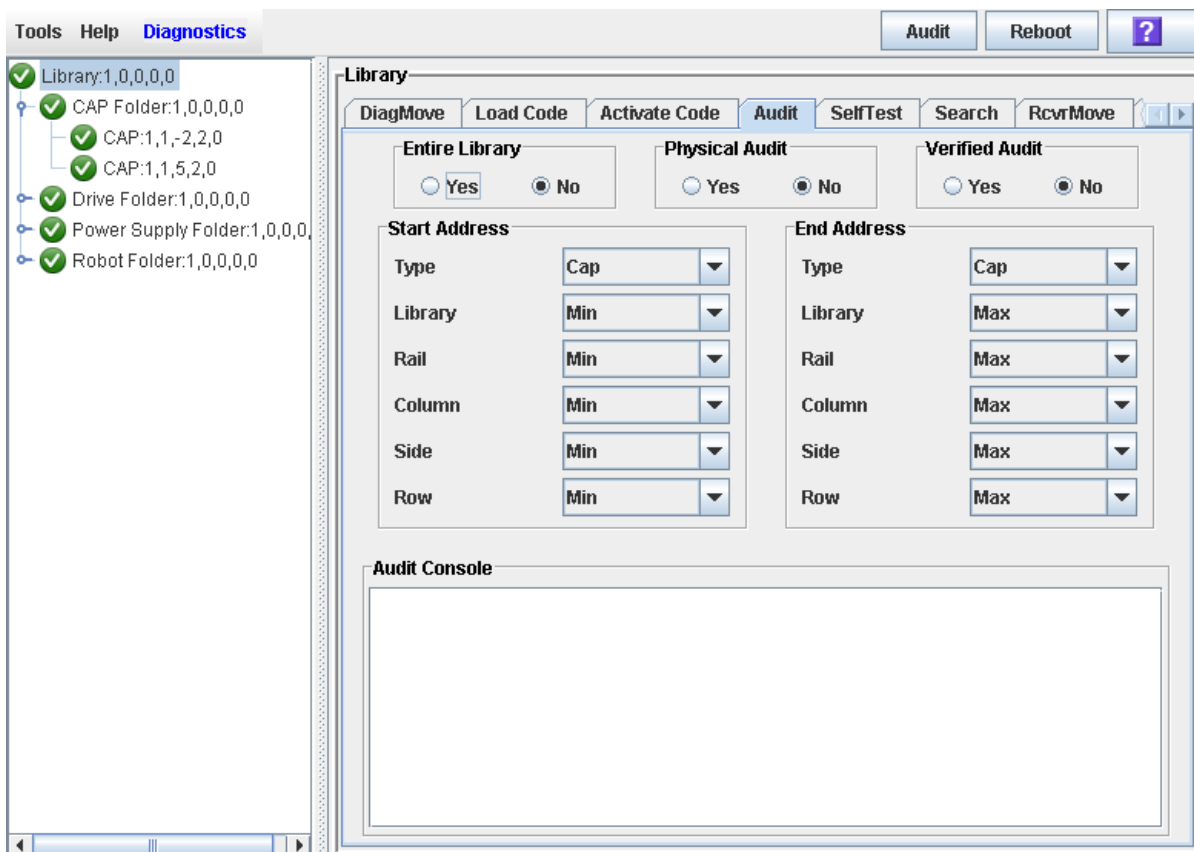 Tools Help Diagnostics
Audit Reboot ?
Library:1,0,0,0,0
CAP Folder:1,0,0,0,0
CAP:1,1,-2,2,0
CAP:1,1,5,2,0
Drive Folder:1,0,0,0,0
Power Supply Folder:1,0,0,0,
Robot Folder:1,0,0,0,0
Library
DiagMove Load Code Activate Code Audit SelfTest Search RcvrMove
Entire Library Physical Audit Verified Audit
Yes No Yes No Yes No
Start Address
Type Cap
Library Min
Rail Min
Column Min
Side Min
Row Min
End Address
Type Cap
Library Max
Rail Max
Column Max
Side Max
Row Max
Audit Console